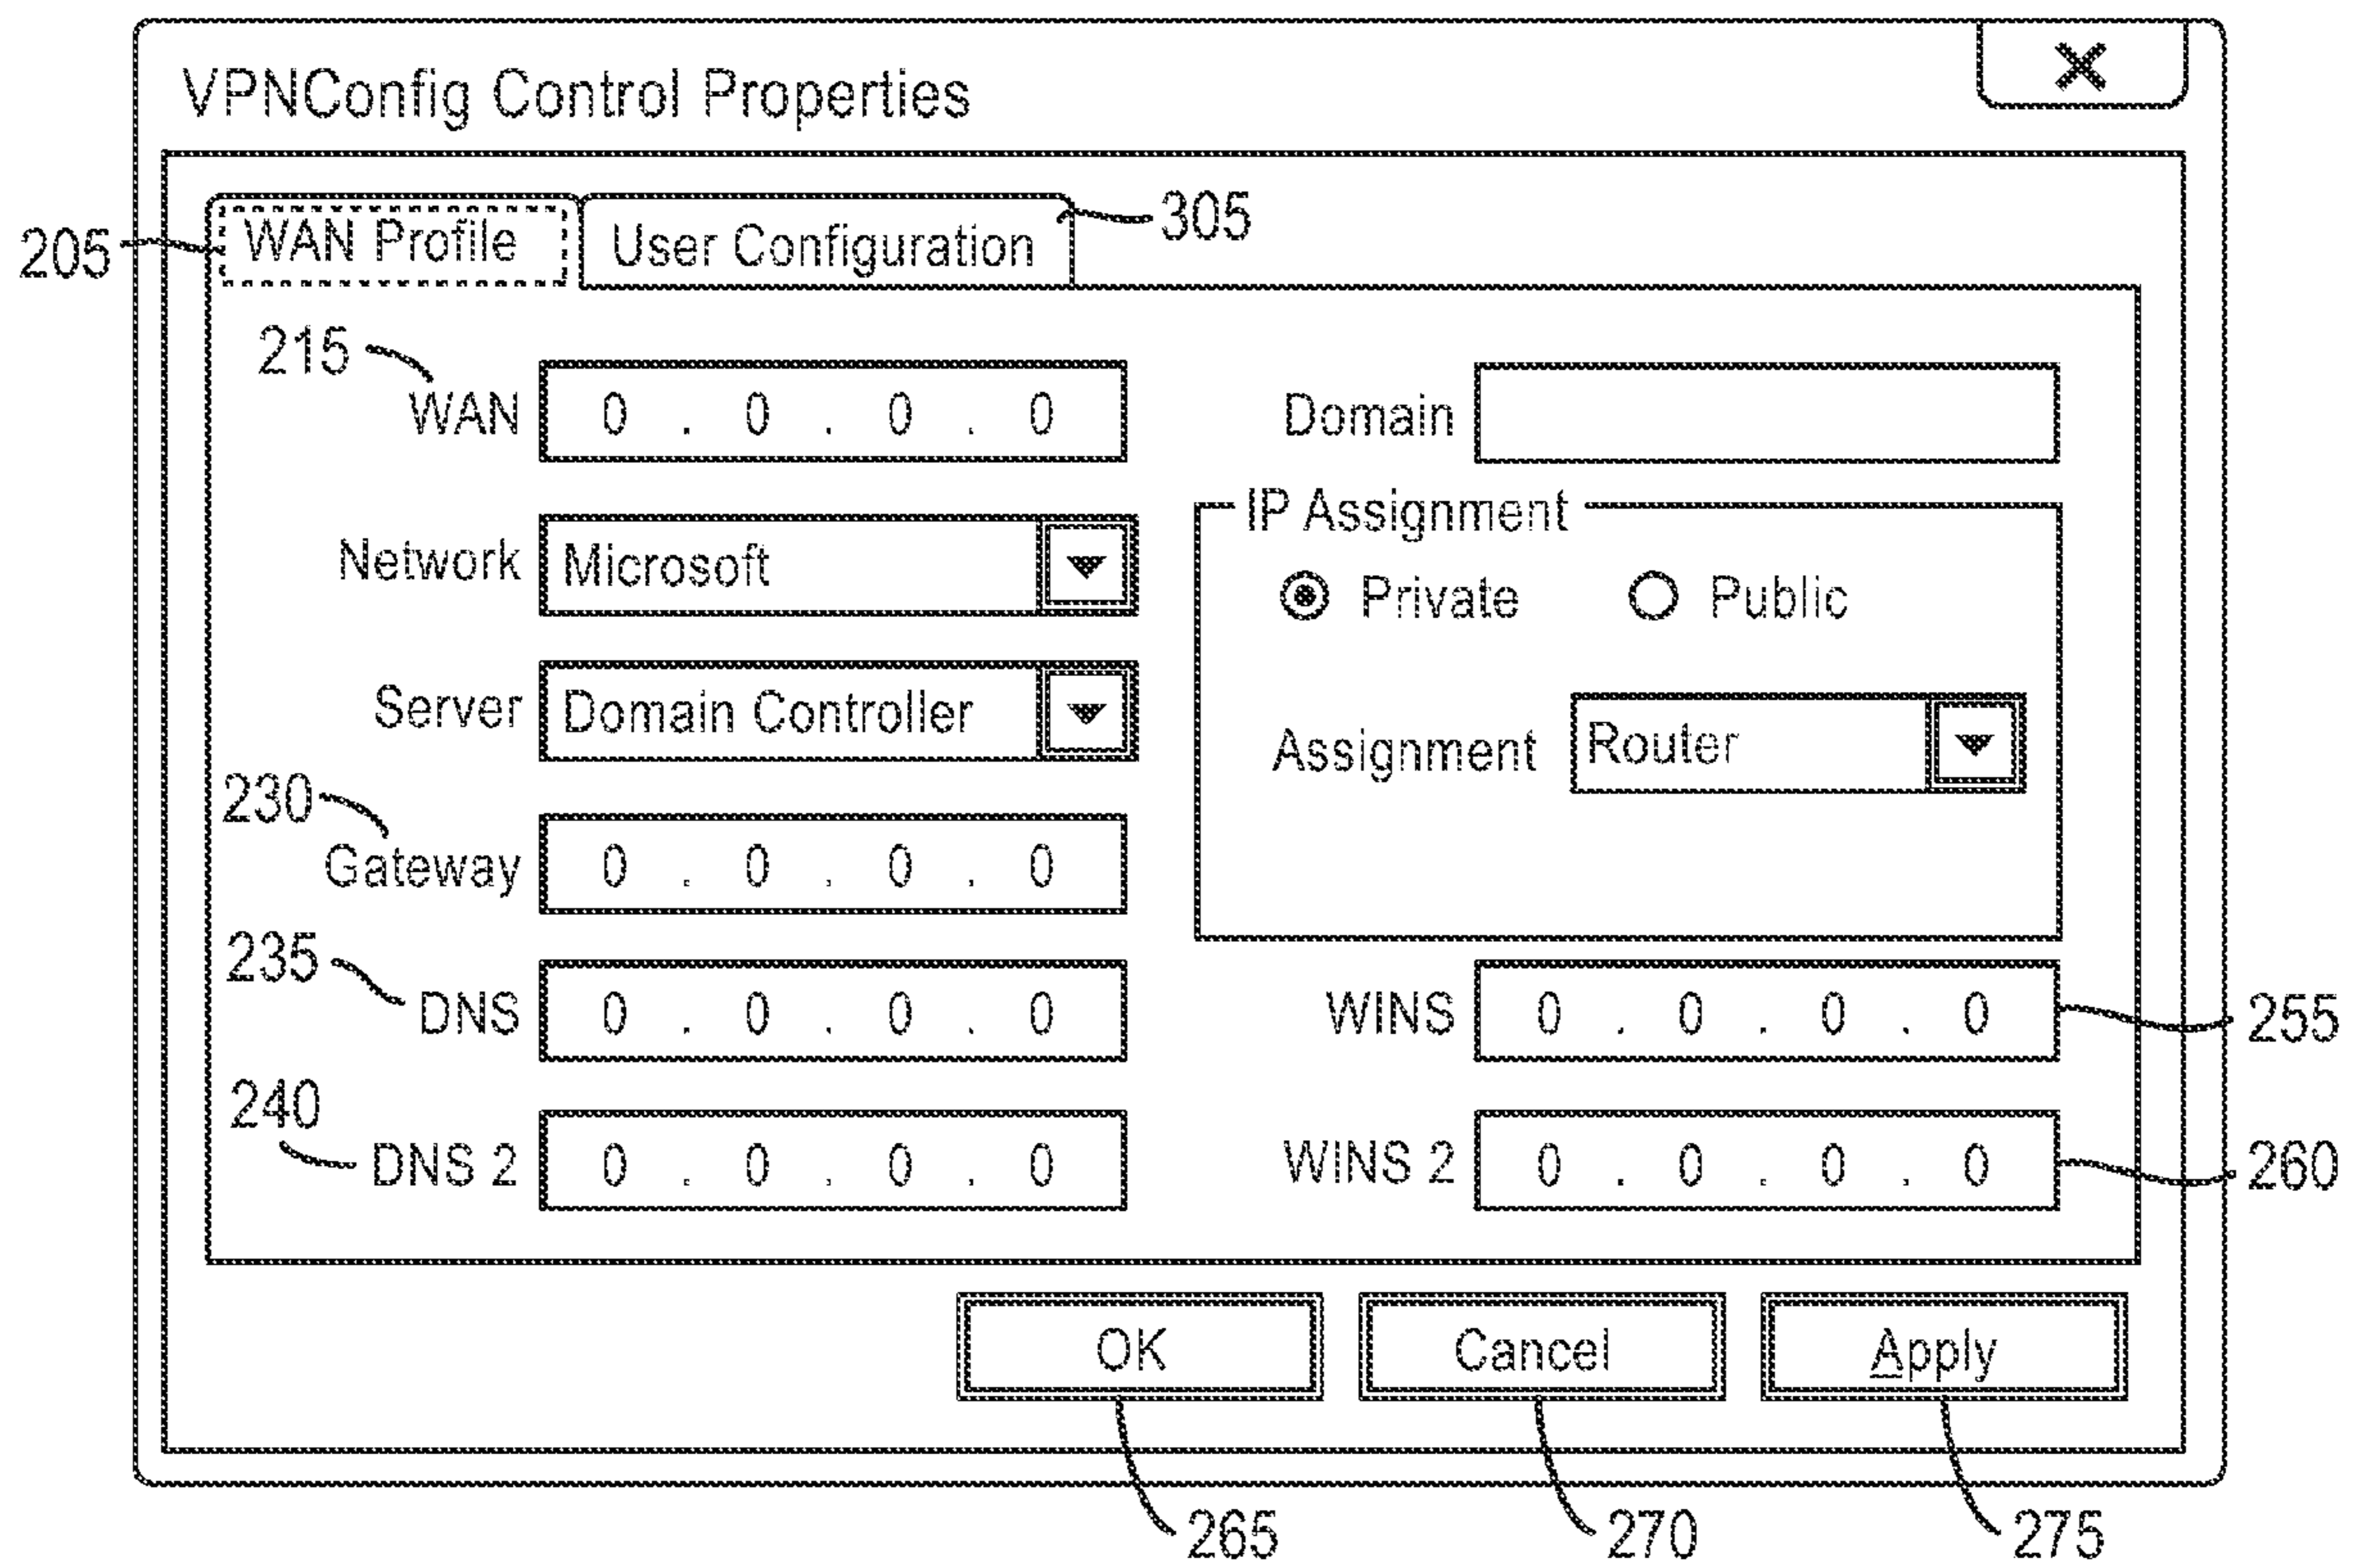 VPNConfig Control Properties
205
WAN Profile
User Configuration
305
215
WAN
0 . 0 . 0 . 0
Domain
Network
Microsoft
IP Assignment
Private
Public
Server
Domain Controller
Assignment
Router
230
Gateway
0 . 0 . 0 . 0
235
DNS
0 . 0 . 0 . 0
WINS
0 . 0 . 0 . 0
255
240
DNS 2
0 . 0 . 0 . 0
WINS 2
0 . 0 . 0 . 0
260
OK
Cancel
Apply
265
270
275